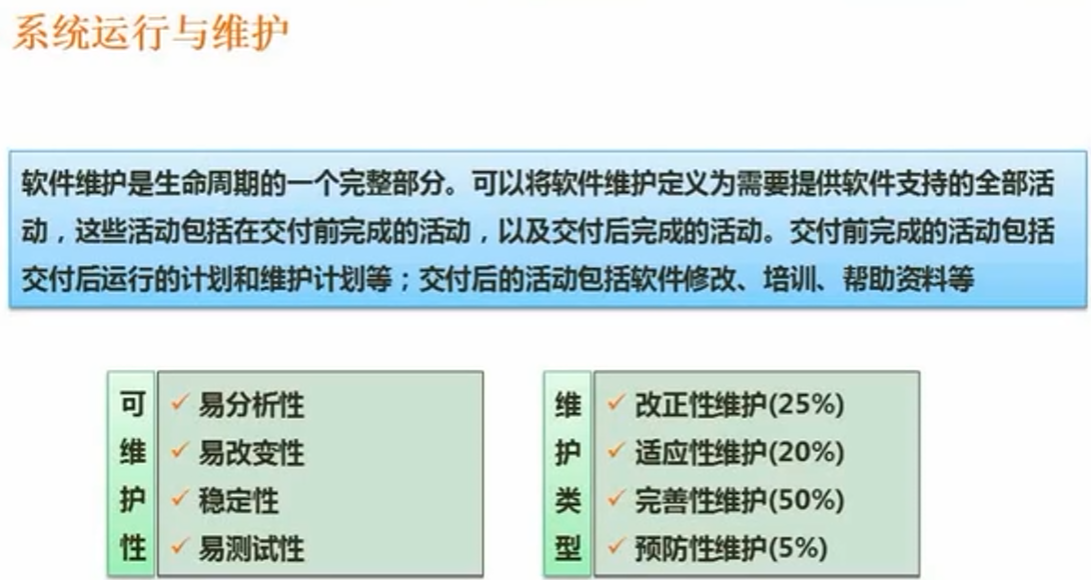 系统运行与维护
软件维护是生命周期的一个完整部分。可以将软件维护定义为需要提供软件支持的全部活
动，这些活动包括在交付前完成的活动，以及交付后完成的活动。交付前完成的活动包括
交付后运行的计划和维护计划等；交付后的活动包括软件修改、培训、帮助资料等
可维护性
✓ 易分析性
✓ 易改变性
✓ 稳定性
✓ 易测试性
维护类型
✓ 改正性维护(25%)
✓ 适应性维护(20%)
✓ 完善性维护(50%)
✓ 预防性维护(5%)